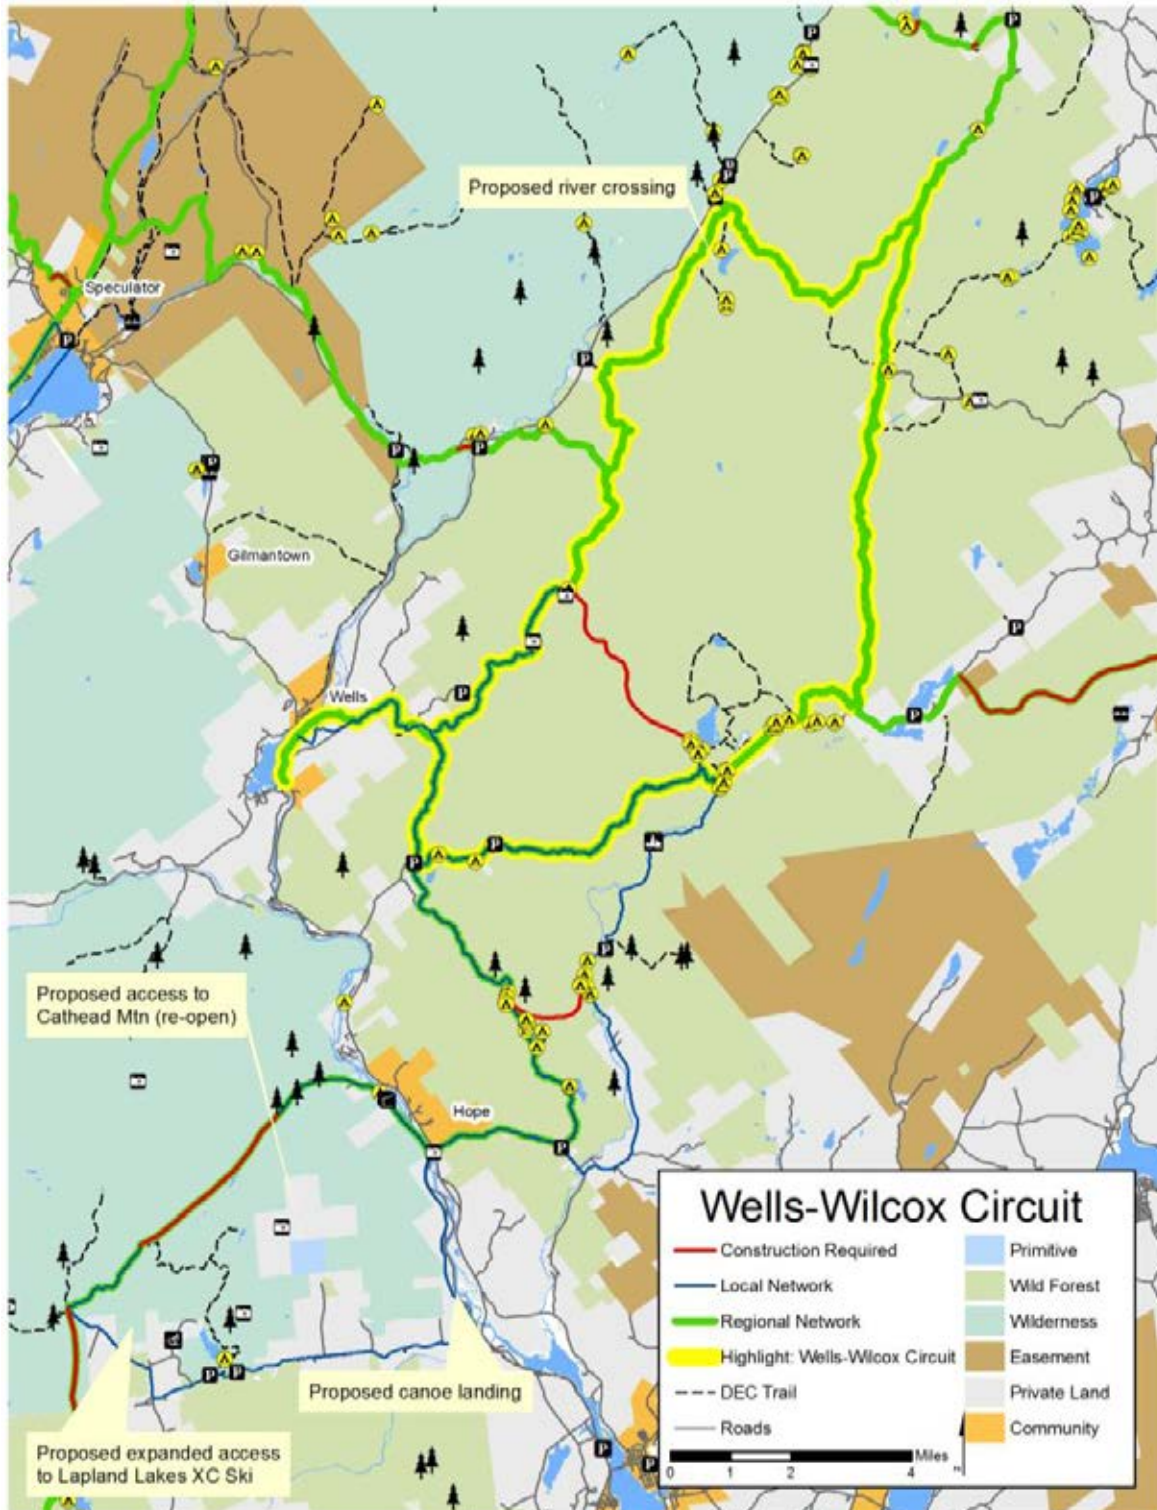 Proposed river crossing
Speculator
Gilmantown
Wells
Proposed access to
Cathead Mtn (re-open)
Hope
Proposed canoe landing
Proposed expanded access
to Lapland Lakes XC Ski
Wells-Wilcox Circuit
Construction Required
Local Network
Regional Network
Highlight: Wells-Wilcox Circuit
DEC Trail
Roads
Primitive
Wild Forest
Wilderness
Easement
Private Land
Community
Miles
0 1 2 4